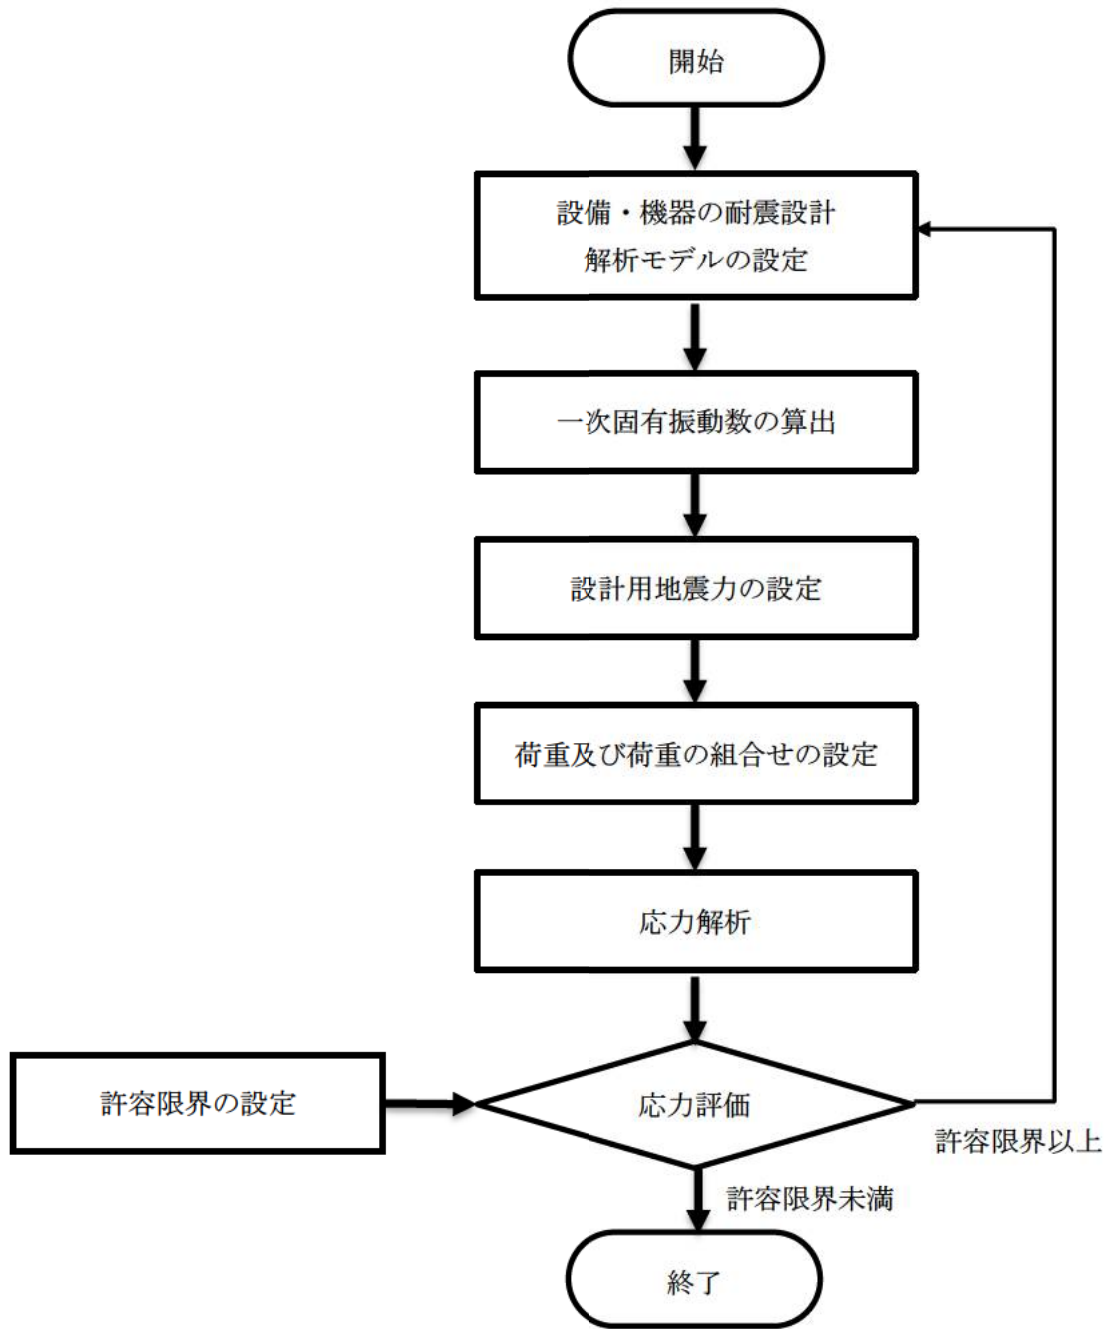 開始
設備・機器の耐震設計
解析モデルの設定
一次固有振動数の算出
設計用地震力の設定
荷重及び荷重の組合せの設定
応力解析
許容限界の設定
応力評価
許容限界以上
許容限界未満
終了